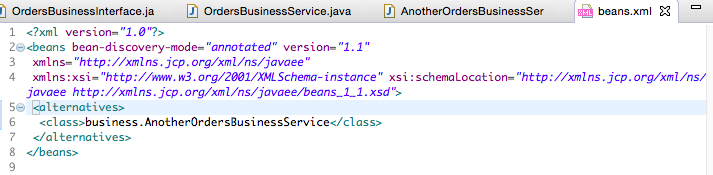 OrdersBusinessInterface.ja OrdersBusinessService.java AnotherOrdersBusinessSer beans.xml
1 <?xml version="1.0"?>
2 <beans bean-discovery-mode="annotated" version="1.1"
3 xmlns="http://xmlns.jcp.org/xml/ns/javaee"
4 xmlns:xsi="http://www.w3.org/2001/XMLSchema-instance" xsi:schemaLocation="http://xmlns.jcp.org/xml/ns/
javaee http://xmlns.jcp.org/xml/ns/javaee/beans_1_1.xsd">
5 <alternatives>
6 <class>business.AnotherOrdersBusinessService</class>
7 </alternatives>
8 </beans>
9